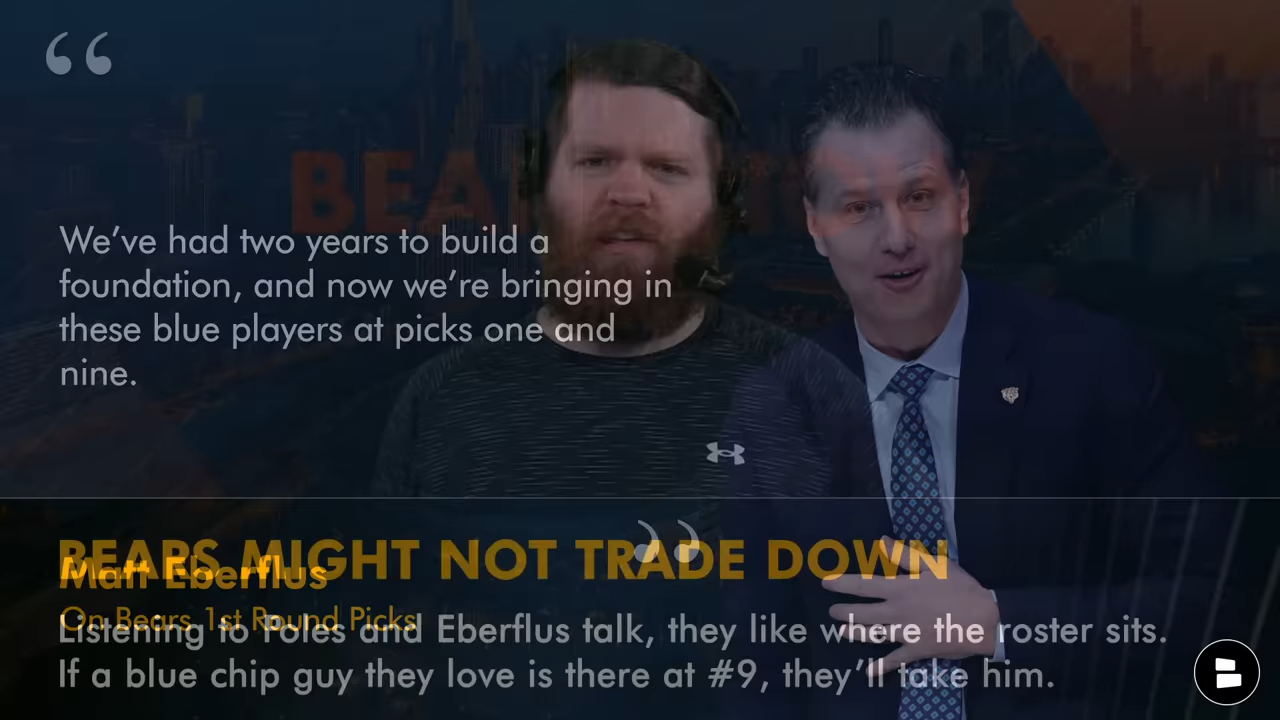 We’ve had two years to build a
foundation, and now we’re bringing in
these blue players at picks one and
nine.
BEARS MIGHT NOT TRADE DOWN
Matt Eberflus
On Bears 1st Round Picks
Listening to Poles and Eberflus talk, they like where the roster sits.
If a blue chip guy they love is there at #9, they’ll take him.